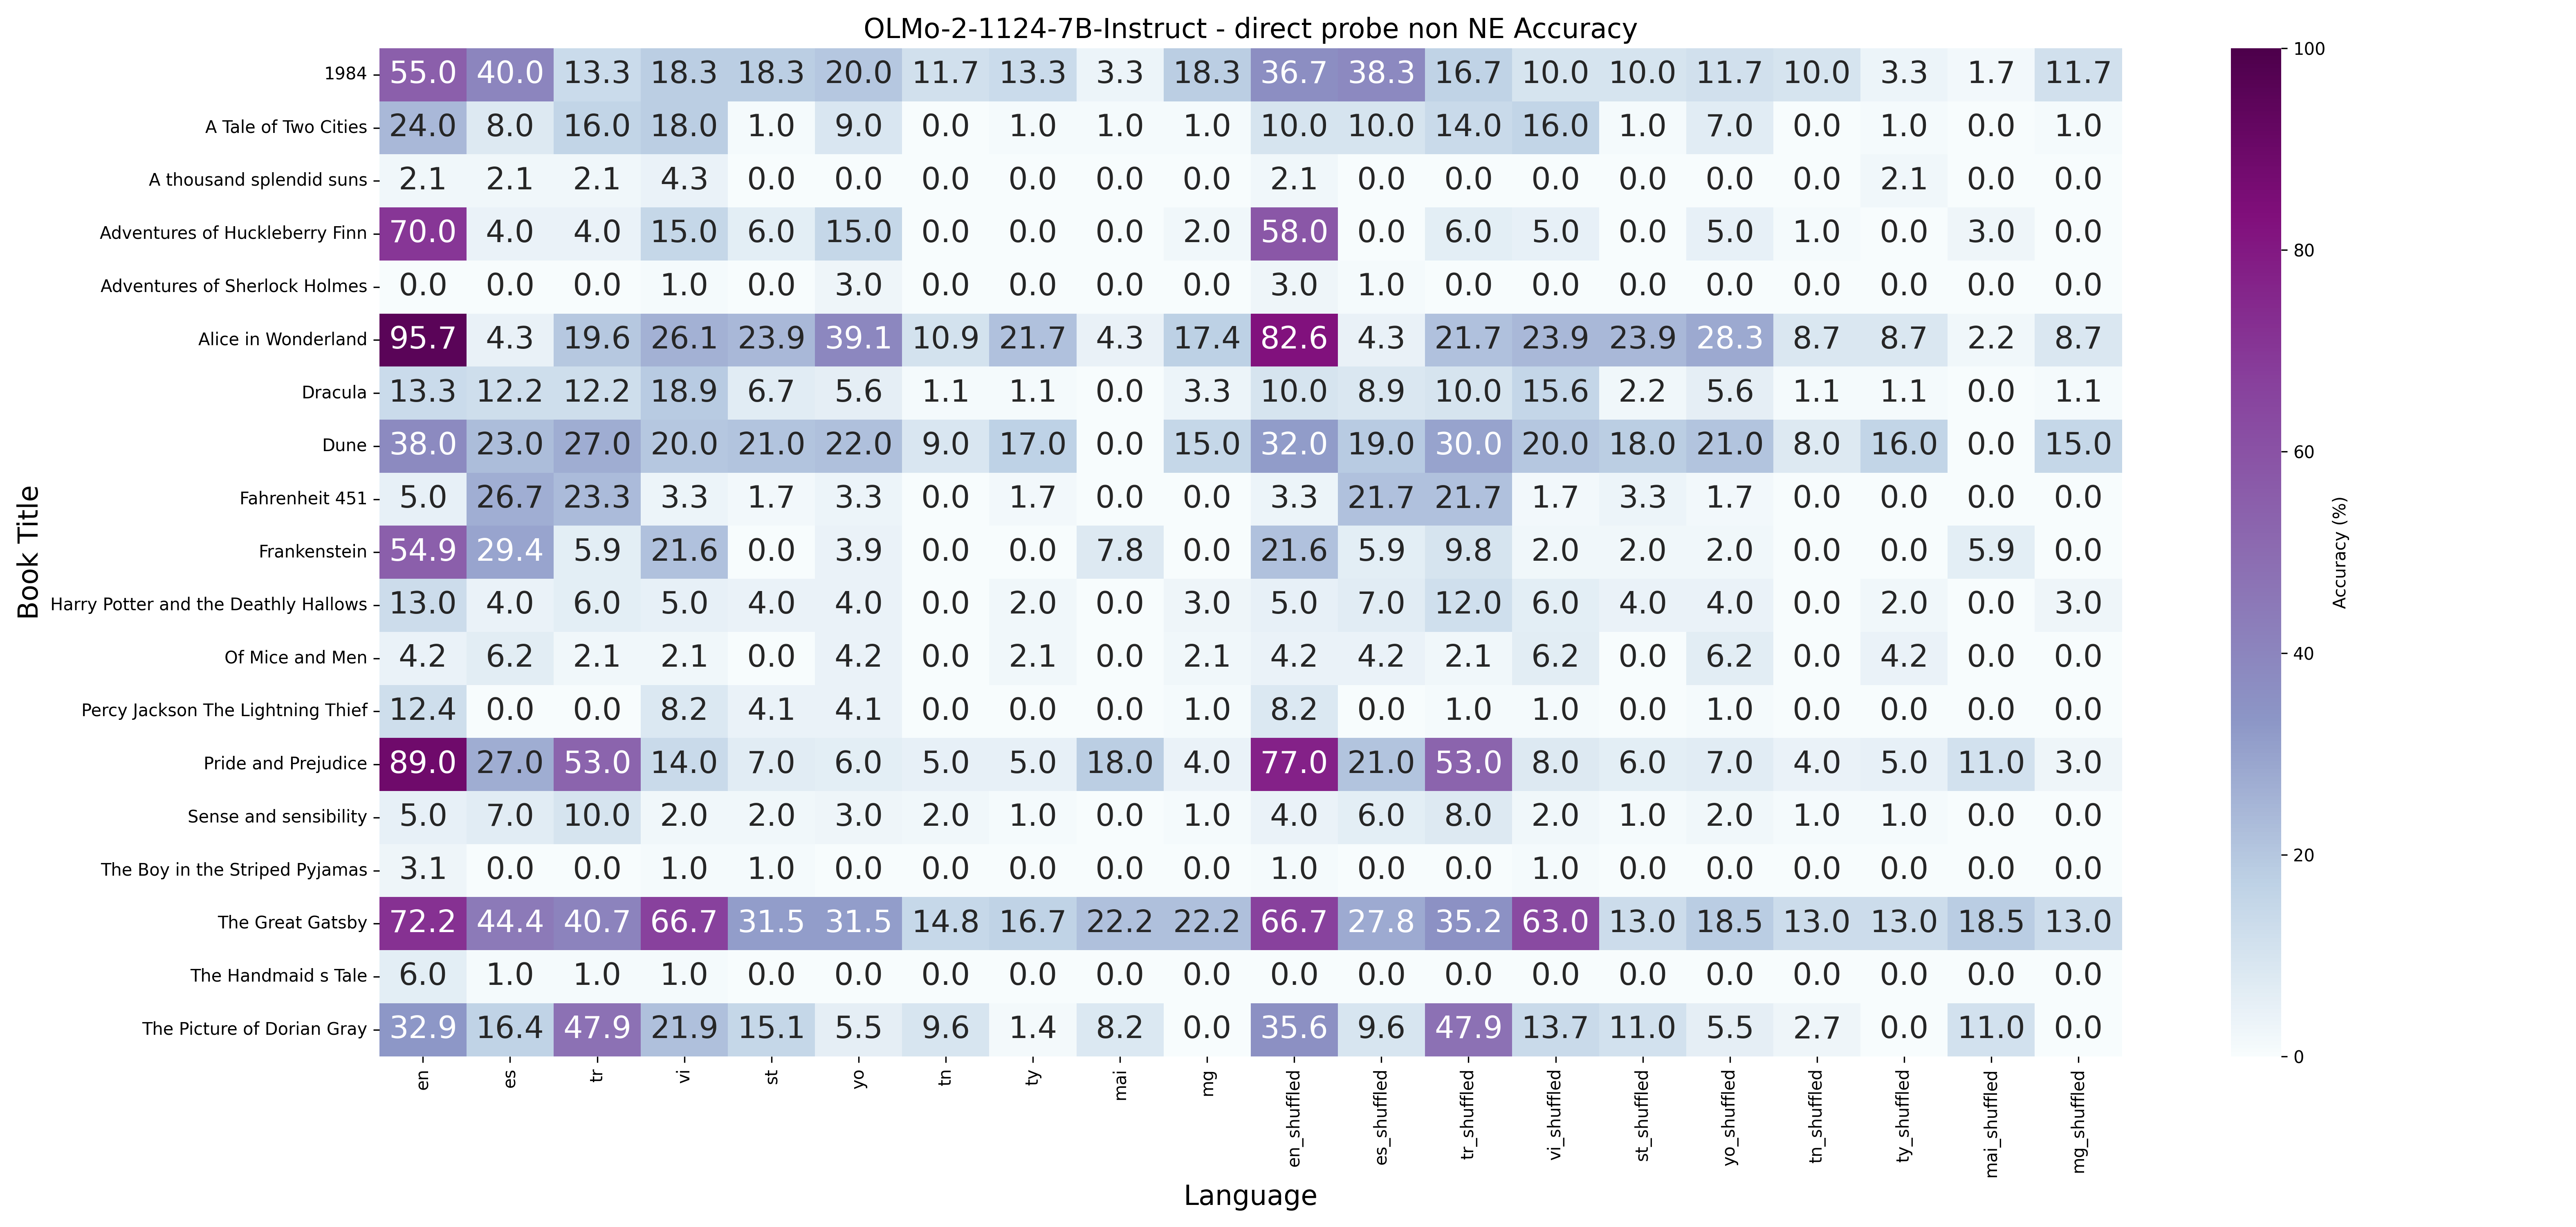 OLMo-2-1124-7B-Instruct - direct probe non NE Accuracy
Book Title
1984 55.0 40.0 13.3 18.3 18.3 20.0 11.7 13.3 3.3 18.3 36.7 38.3 16.7 10.0 10.0 11.7 10.0 3.3 1.7 11.7
A Tale of Two Cities 24.0 8.0 16.0 18.0 1.0 9.0 0.0 1.0 1.0 1.0 10.0 10.0 14.0 16.0 1.0 7.0 0.0 1.0 0.0 1.0
A thousand splendid suns 2.1 2.1 2.1 4.3 0.0 0.0 0.0 0.0 0.0 0.0 2.1 0.0 0.0 0.0 0.0 0.0 0.0 2.1 0.0 0.0
Adventures of Huckleberry Finn 70.0 4.0 4.0 15.0 6.0 15.0 0.0 0.0 0.0 2.0 58.0 0.0 6.0 5.0 0.0 5.0 1.0 0.0 3.0 0.0
Adventures of Sherlock Holmes 0.0 0.0 0.0 1.0 0.0 3.0 0.0 0.0 0.0 0.0 3.0 1.0 0.0 0.0 0.0 0.0 0.0 0.0 0.0 0.0
Alice in Wonderland 95.7 4.3 19.6 26.1 23.9 39.1 10.9 21.7 4.3 17.4 82.6 4.3 21.7 23.9 23.9 28.3 8.7 8.7 2.2 8.7
Dracula 13.3 12.2 12.2 18.9 6.7 5.6 1.1 1.1 0.0 3.3 10.0 8.9 10.0 15.6 2.2 5.6 1.1 1.1 0.0 1.1
Dune 38.0 23.0 27.0 20.0 21.0 22.0 9.0 17.0 0.0 15.0 32.0 19.0 30.0 20.0 18.0 21.0 8.0 16.0 0.0 15.0
Fahrenheit 451 5.0 26.7 23.3 3.3 1.7 3.3 0.0 1.7 0.0 0.0 3.3 21.7 21.7 1.7 3.3 1.7 0.0 0.0 0.0 0.0
Frankenstein 54.9 29.4 5.9 21.6 0.0 3.9 0.0 0.0 7.8 0.0 21.6 5.9 9.8 2.0 2.0 2.0 0.0 0.0 5.9 0.0
Harry Potter and the Deathly Hallows 13.0 4.0 6.0 5.0 4.0 4.0 0.0 2.0 0.0 3.0 5.0 7.0 12.0 6.0 4.0 4.0 0.0 2.0 0.0 3.0
Of Mice and Men 4.2 6.2 2.1 2.1 0.0 4.2 0.0 2.1 0.0 2.1 4.2 4.2 2.1 6.2 0.0 6.2 0.0 4.2 0.0 0.0
Percy Jackson The Lightning Thief 12.4 0.0 0.0 8.2 4.1 4.1 0.0 0.0 0.0 1.0 8.2 0.0 1.0 1.0 0.0 1.0 0.0 0.0 0.0 0.0
Pride and Prejudice 89.0 27.0 53.0 14.0 7.0 6.0 5.0 5.0 18.0 4.0 77.0 21.0 53.0 8.0 6.0 7.0 4.0 5.0 11.0 3.0
Sense and sensibility 5.0 7.0 10.0 2.0 2.0 3.0 2.0 1.0 0.0 1.0 4.0 6.0 8.0 2.0 1.0 2.0 1.0 1.0 0.0 0.0
The Boy in the Striped Pyjamas 3.1 0.0 0.0 1.0 1.0 0.0 0.0 0.0 0.0 0.0 1.0 0.0 0.0 1.0 0.0 0.0 0.0 0.0 0.0 0.0
The Great Gatsby 72.2 44.4 40.7 66.7 31.5 31.5 14.8 16.7 22.2 22.2 66.7 27.8 35.2 63.0 13.0 18.5 13.0 13.0 18.5 13.0
The Handmaid s Tale 6.0 1.0 1.0 1.0 0.0 0.0 0.0 0.0 0.0 0.0 0.0 0.0 0.0 0.0 0.0 0.0 0.0 0.0 0.0 0.0
The Picture of Dorian Gray 32.9 16.4 47.9 21.9 15.1 5.5 9.6 1.4 8.2 0.0 35.6 9.6 47.9 13.7 11.0 5.5 2.7 0.0 11.0 0.0
en es tr vi st yo tn ty mai mg en_shuffled es_shuffled tr_shuffled vi_shuffled st_shuffled yo_shuffled tn_shuffled ty_shuffled mai_shuffled mg_shuffled
Language
100
80
60
40
20
0
Accuracy (%)